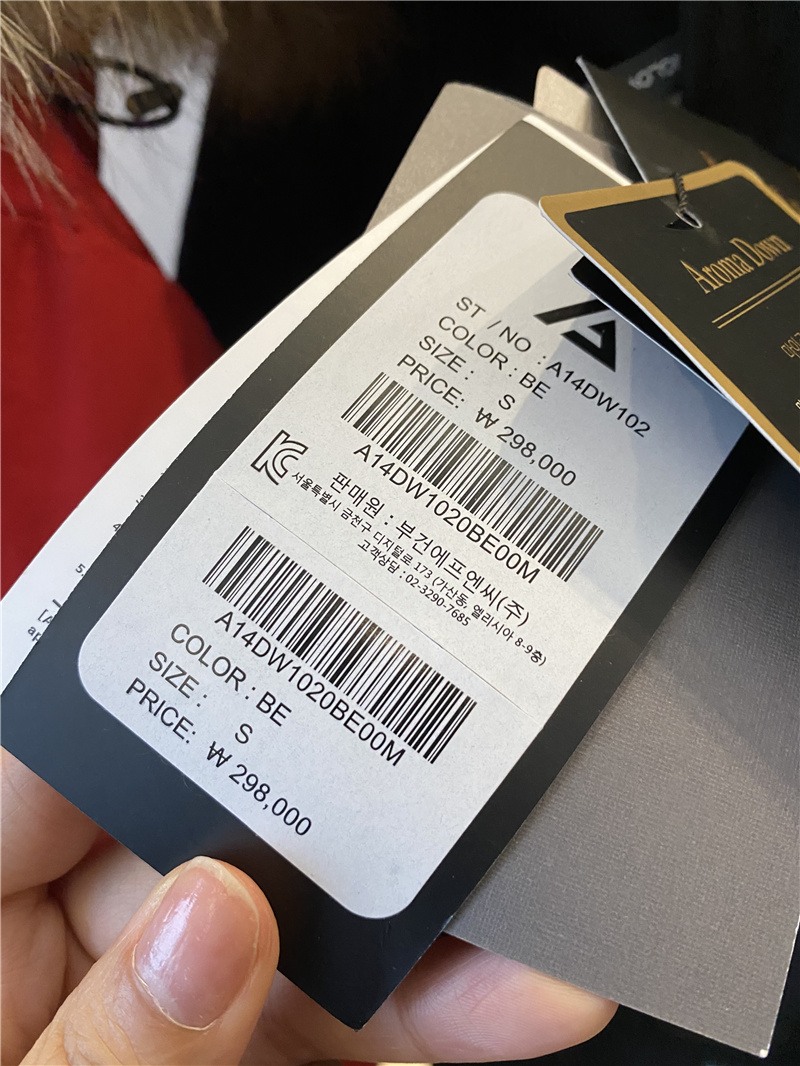 Aroma Down
ST / NO : A14DW102
COLOR : BE
SIZE : S
PRICE: ₩ 298,000
A14DW1020BE00M
판매원 : 부건에프엔씨(주)
서울특별시 금천구 디지털로 173 (가산동, 엘리시아 8-9층)
고객상담 : 02-3290-7685
A14DW1020BE00M
COLOR : BE
SIZE : S
PRICE: ₩ 298,000